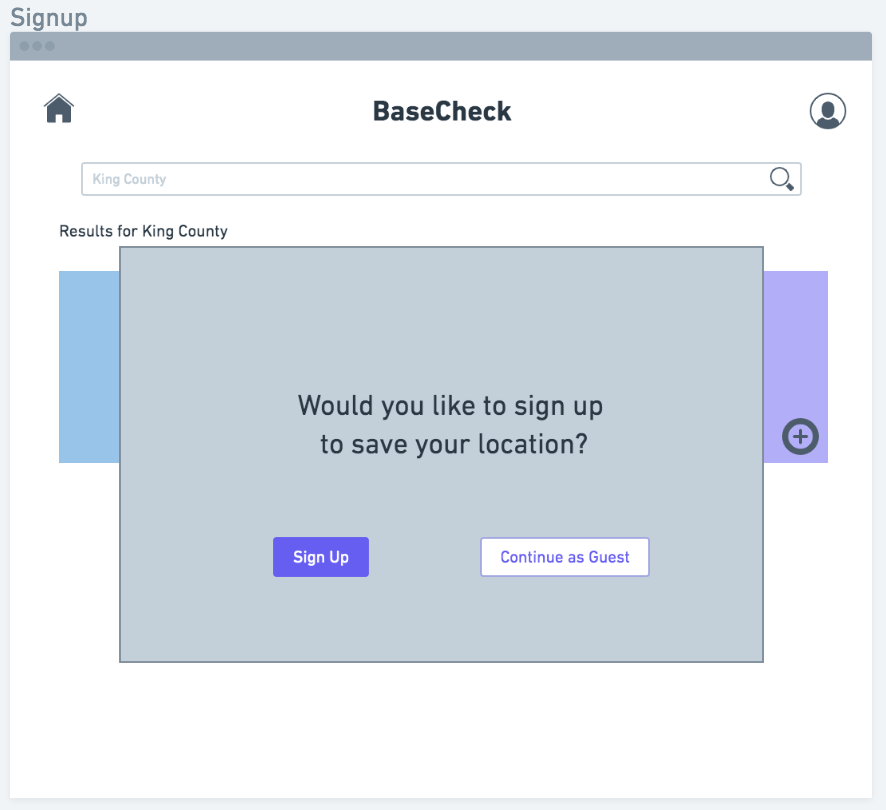 Signup
BaseCheck
King County
Results for King County
Would you like to sign up
to save your location?
Sign Up
Continue as Guest